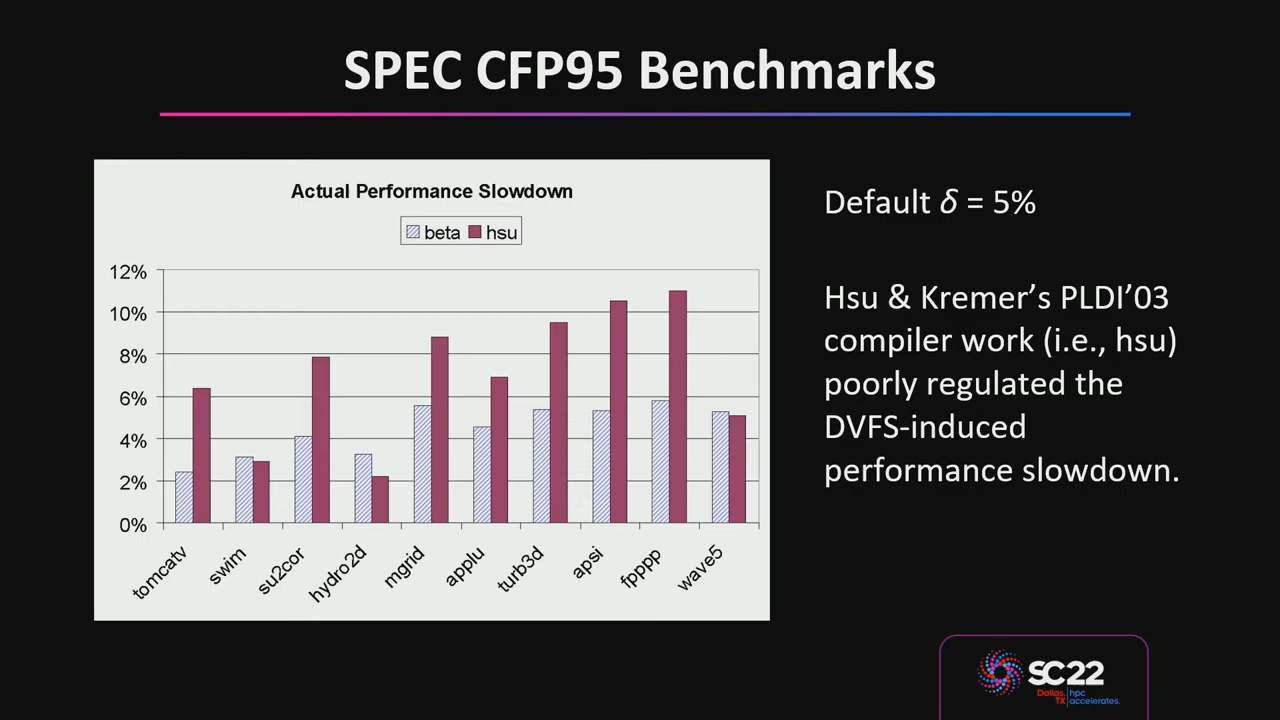 SPEC CFP95 Benchmarks
Actual Performance Slowdown
beta hsu
12%
10%
8%
6%
4%
2%
0%
tomcatv
swim
su2cor
hydro2d
mgrid
applu
turb3d
apsi
fpppp
wave5
Default δ = 5%
Hsu & Kremer’s PLDI’03
compiler work (i.e., hsu)
poorly regulated the
DVFS-induced
performance slowdown.
SC22
Dallas, TX
hpc accelerates.